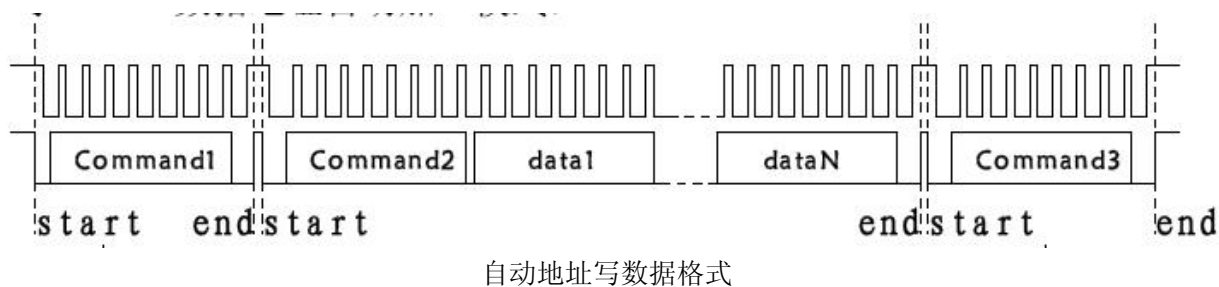 Command1 Command2 data1 dataN Command3
start end start end start end
自动地址写数据格式